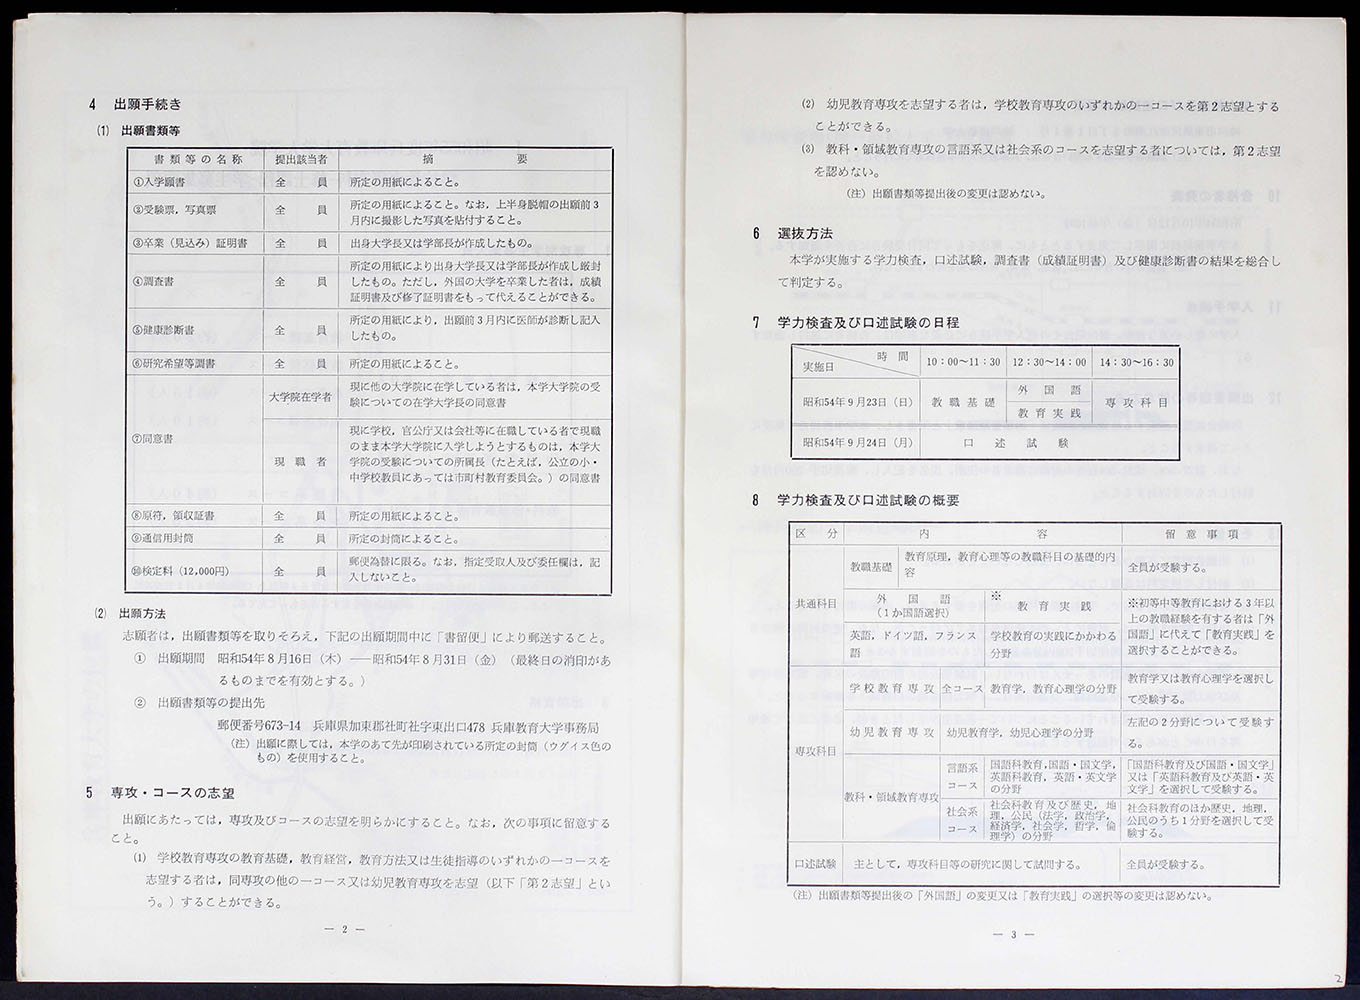 4 出願手続き
(1) 出願書類等
書類等の名称 提出該当者 摘要
①入学願書 全員 所定の用紙によること。
②受験票，写真票 全員 所定の用紙によること。なお，上半身脱帽の出願前3
月内に撮影した写真を貼付すること。
③卒業（見込み）証明書 全員 出身大学長又は学部長が作成したもの。
④調査書 全員 所定の用紙により出身大学長又は学部長が作成し厳封
したもの。ただし，外国の大学を卒業した者は，成績
証明書及び修了証明書をもって代えることができる。
⑤健康診断書 全員 所定の用紙により，出願前3月内に医師が診断し記入
したもの。
⑥研究希望等調書 全員 所定の用紙によること。
⑦同意書 大学院在学者 現に他の大学院に在学している者は，本学大学院の受
験についての在学大学長の同意書
現職者 現に学校，官公庁又は会社等に在職している者で現職
のまま本学大学院に入学しようとするものは，本学大
学院の受験についての所属長（たとえば，公立の小・
中学校教員にあっては市町村教育委員会。）の同意書
⑧原符，領収証書 全員 所定の用紙によること。
⑨通信用封筒 全員 所定の封筒によること。
⑩検定料（12,000円） 全員 郵便為替に限る。なお，指定受取人及び委任欄は，記
入しないこと。
(2) 出願方法
志願者は，出願書類等を取りそろえ，下記の出願期間中に「書留便」により郵送すること。
① 出願期間 昭和54年8月16日（木）——昭和54年8月31日（金）（最終日の消印があ
るものまでを有効とする。）
② 出願書類等の提出先
郵便番号673-14 兵庫県加東郡社町社字東出口478 兵庫教育大学事務局
（注）出願に際しては，本学のあて先が印刷されている所定の封筒（ウグイス色の
もの）を使用すること。
5 専攻・コースの志望
出願にあたっては，専攻及びコースの志望を明らかにすること。なお，次の事項に留意する
こと。
(1) 学校教育専攻の教育基礎，教育経営，教育方法又は生徒指導のいずれかの一コースを
志望する者は，同専攻の他の一コース又は幼児教育専攻を志望（以下「第2志望」とい
う。）することができる。
— 2 —
(2) 幼児教育専攻を志望する者は，学校教育専攻のいずれかの一コースを第2志望とする
ことができる。
(3) 教科・領域教育専攻の言語系又は社会系のコースを志望する者については，第2志望
を認めない。
（注）出願書類等提出後の変更は認めない。
6 選抜方法
本学が実施する学力検査，口述試験，調査書（成績証明書）及び健康診断書の結果を総合し
て判定する。
7 学力検査及び口述試験の日程
時間 実施日 10：00～11：30 12：30～14：00 14：30～16：30
昭和54年9月23日（日） 教職基礎 外国語 専攻科目
教育実践
昭和54年9月24日（月） 口述試験
8 学力検査及び口述試験の概要
区分 内容 留意事項
共通科目 教職基礎 教育原理，教育心理等の教職科目の基礎的内
容 全員が受験する。
外国語
（1か国語選択） ※教育実践 ※初等中等教育における3年以
上の教職経験を有する者は「外
国語」に代えて「教育実践」を
選択することができる。
英語，ドイツ語，フランス
語 学校教育の実践にかかわる
分野
専攻科目 学校教育専攻 全コース 教育学，教育心理学の分野 教育学又は教育心理学を選択し
て受験する。
幼児教育専攻 幼児教育学，幼児心理学の分野 左記の2分野について受験す
る。
教科・領域教育専攻 言語系
コース 国語科教育，国語・国文学，
英語科教育，英語・英文学
の分野 「国語科教育及び国語・国文学」
又は「英語科教育及び英語・英
文学」を選択して受験する。
社会系
コース 社会科教育及び歴史，地
理，公民（法学，政治学，
経済学，社会学，哲学，倫
理学）の分野 社会科教育のほか歴史，地理，
公民のうち1分野を選択して受
験する。
口述試験 主として，専攻科目等の研究に関して試問する。 全員が受験する。
（注）出願書類等提出後の「外国語」の変更又は「教育実践」の選択等の変更は認めない。
— 3 —
2